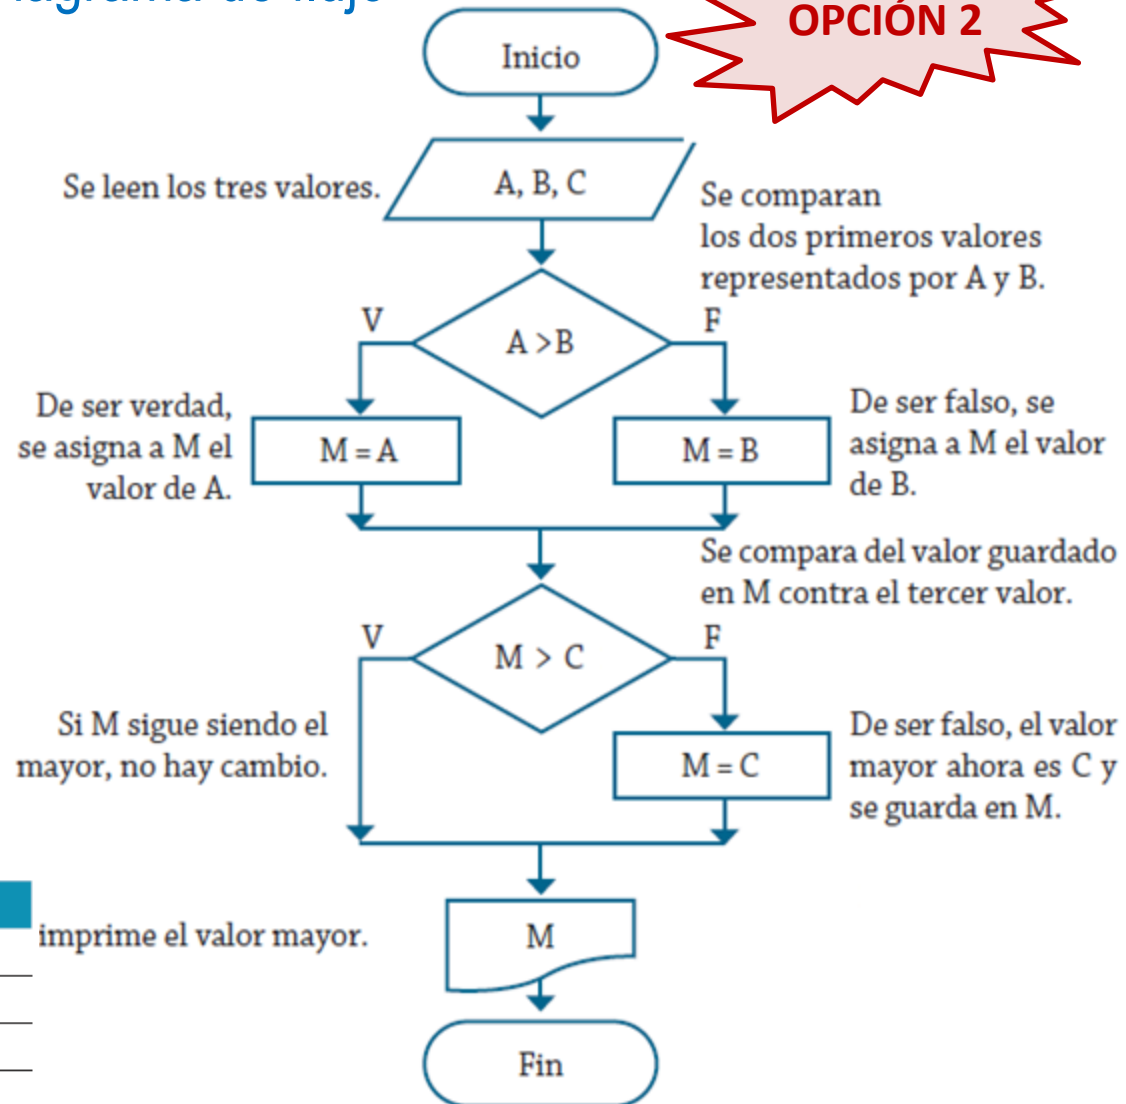 OPCIÓN 2
Inicio
Se leen los tres valores.
A, B, C
Se comparan
los dos primeros valores
representados por A y B.
V
F
A >B
De ser verdad,
se asigna a M el
valor de A.
M = A
M = B
De ser falso, se
asigna a M el valor
de B.
Se compara del valor guardado
en M contra el tercer valor.
V
F
M > C
Si M sigue siendo el
mayor, no hay cambio.
M = C
De ser falso, el valor
mayor ahora es C y
se guarda en M.
imprime el valor mayor.
M
Fin